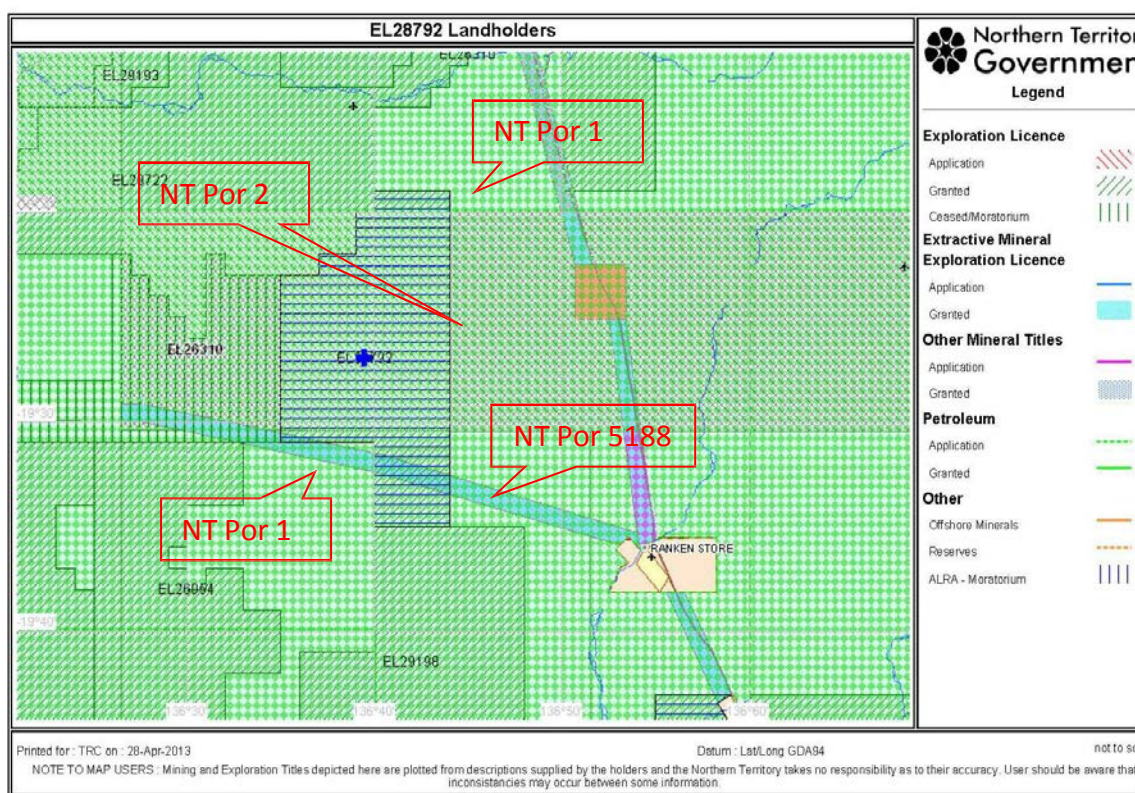 EL28792 Landholders
EL29193
EL26310
NT Por 1
EL29722
NT Por 2
EL26310
EL28792
-19°30'
NT Por 5188
NT Por 1
RANKEN STORE
-19°40'
EL29198
136°30'
136°40'
136°50'
136°60'
Northern Territor
Governmen
Legend
Exploration Licence
Application
Granted
Ceased/Moratorium
Extractive Mineral
Exploration Licence
Application
Granted
Other Mineral Titles
Application
Granted
Petroleum
Application
Granted
Other
Offshore Minerals
Reserves
ALRA - Moratorium
Printed for : TRC on : 28-Apr-2013
Datum : Lat/Long GDA94
not to sc
NOTE TO MAP USERS : Mining and Exploration Titles depicted here are plotted from descriptions supplied by the holders and the Northern Territory takes no responsibility as to their accuracy. User should be aware that
inconsistancies may occur between some information.